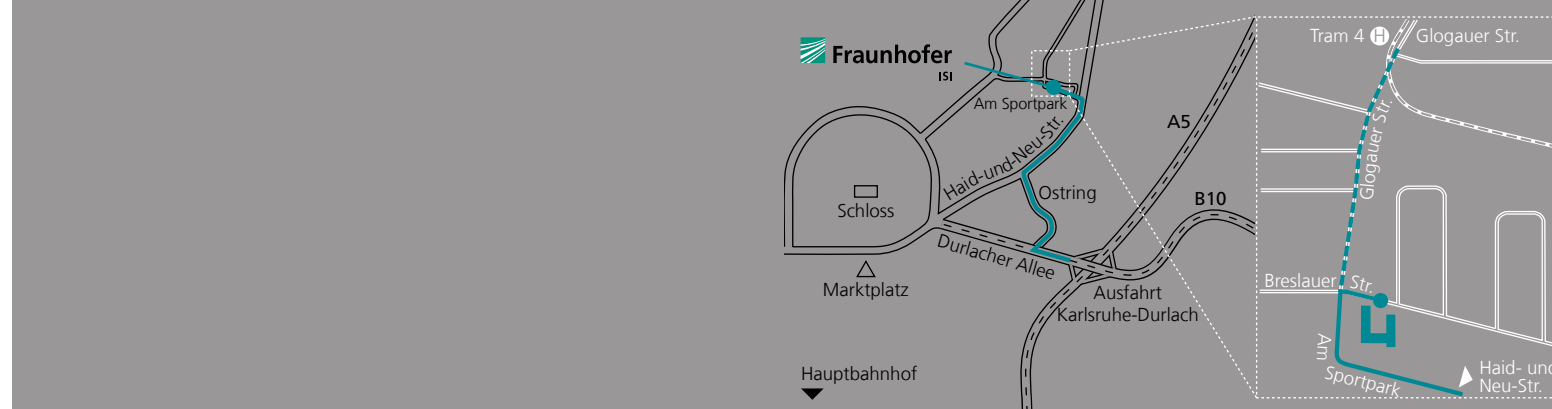 Fraunhofer
ISI
Am Sportpark
Haid-und-Neu-Str.
A5
Ostring
B10
Schloss
Durlacher Allee
Marktplatz
Ausfahrt
Karlsruhe-Durlach
Hauptbahnhof
Tram 4 H
Glogauer Str.
Glogauer Str.
Breslauer Str.
Am
Sportpark
Haid- und
Neu-Str.